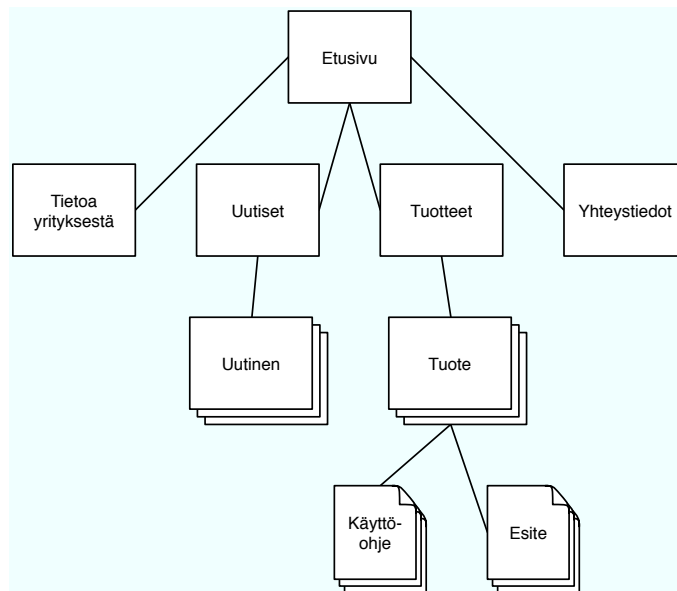 Etusivu
Tietoa
yrityksestä
Uutiset
Tuotteet
Yhteystiedot
Uutinen
Tuote
Käyttö-
ohje
Esite